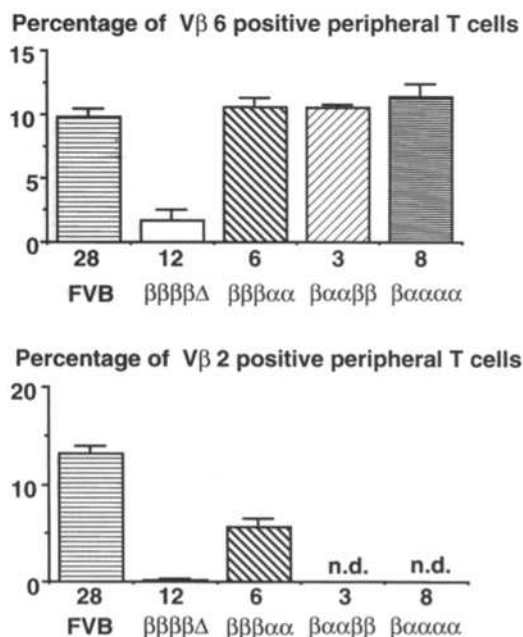 Percentage of Vβ 6 positive peripheral T cells
15
10
5
0
28 12 6 3 8
FVB ββββΔ βββαα βααββ βαααα
Percentage of Vβ 2 positive peripheral T cells
20
10
n.d. n.d.
0
28 12 6 3 8
FVB ββββΔ βββαα βααββ βαααα